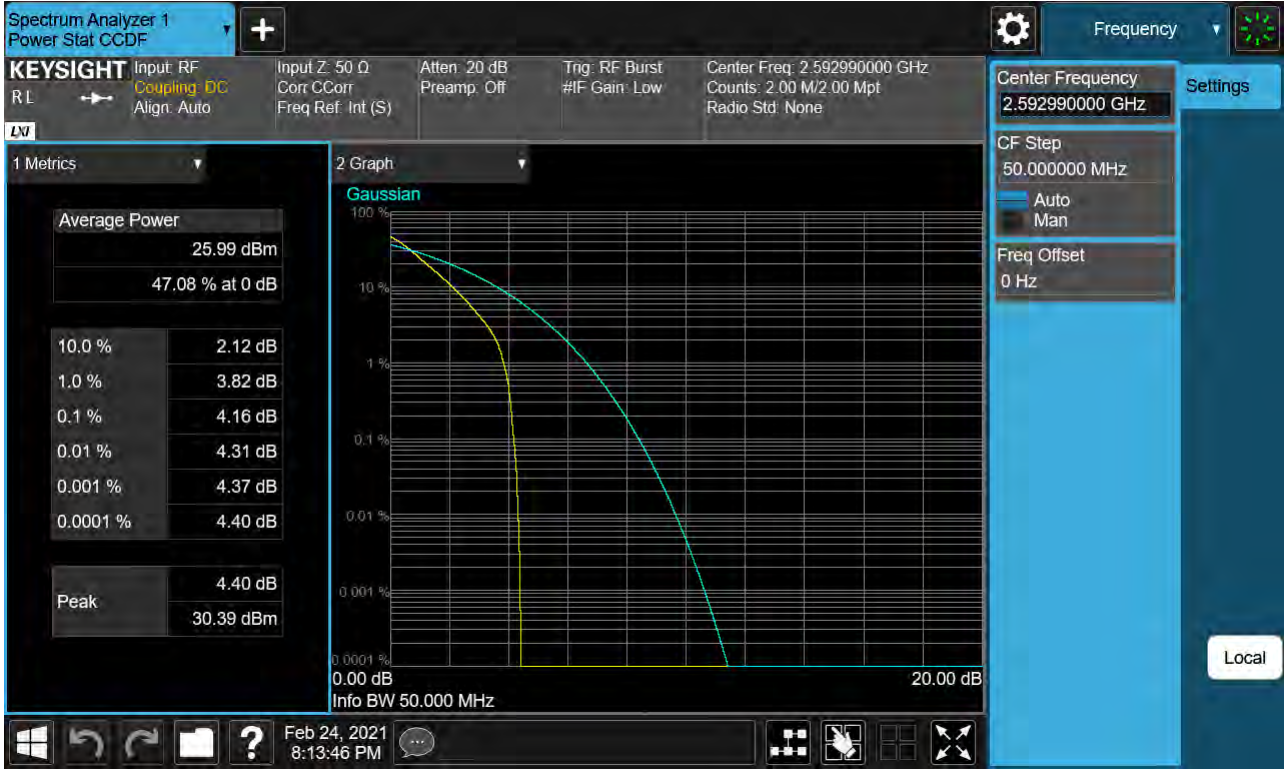 Spectrum Analyzer 1
Power Stat CCDF
+
Frequency
KEYSIGHT
R L
LXI
Input: RF
Coupling: DC
Align: Auto
Input Z: 50 Ω
Corr CCorr
Freq Ref: Int (S)
Atten: 20 dB
Preamp: Off
Trig: RF Burst
#IF Gain: Low
Center Freq: 2.592990000 GHz
Counts: 2.00 M/2.00 Mpt
Radio Std: None
Center Frequency
2.592990000 GHz
Settings
CF Step
50.000000 MHz
Auto
Man
Freq Offset
0 Hz
Local
1 Metrics
Average Power
25.99 dBm
47.08 % at 0 dB
10.0 % 2.12 dB
1.0 % 3.82 dB
0.1 % 4.16 dB
0.01 % 4.31 dB
0.001 % 4.37 dB
0.0001 % 4.40 dB
Peak
4.40 dB
30.39 dBm
2 Graph
Gaussian
100 %
10 %
1 %
0.1 %
0.01 %
0.001 %
0.0001 %
0.00 dB 20.00 dB
Info BW 50.000 MHz
?
Feb 24, 2021
8:13:46 PM